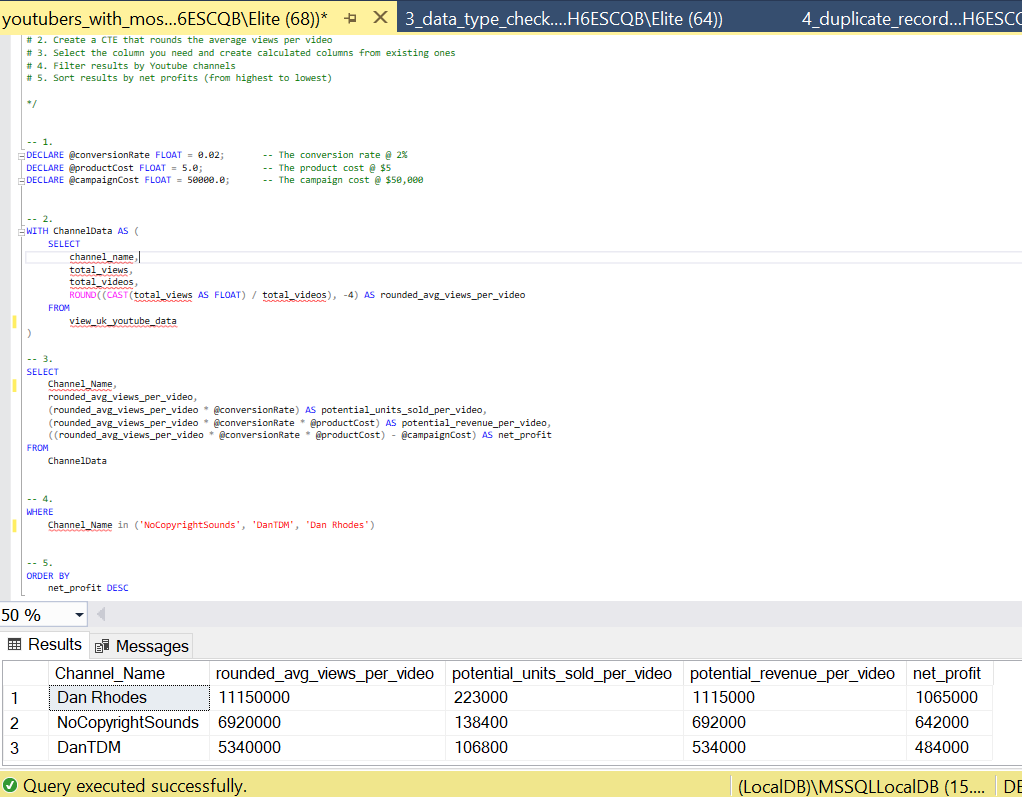 youtubers_with_mos...6ESCQB\Elite (68))* 3_data_type_check....H6ESCQB\Elite (64)) 4_duplicate_record...H6ESCQ
# 2. Create a CTE that rounds the average views per video
# 3. Select the column you need and create calculated columns from existing ones
# 4. Filter results by Youtube channels
# 5. Sort results by net profits (from highest to lowest)
*/
-- 1.
DECLARE @conversionRate FLOAT = 0.02; -- The conversion rate @ 2%
DECLARE @productCost FLOAT = 5.0; -- The product cost @ $5
DECLARE @campaignCost FLOAT = 50000.0; -- The campaign cost @ $50,000
-- 2.
WITH ChannelData AS (
SELECT
channel_name,
total_views,
total_videos,
ROUND((CAST(total_views AS FLOAT) / total_videos), -4) AS rounded_avg_views_per_video
FROM
view_uk_youtube_data
)
-- 3.
SELECT
Channel_Name,
rounded_avg_views_per_video,
(rounded_avg_views_per_video * @conversionRate) AS potential_units_sold_per_video,
(rounded_avg_views_per_video * @conversionRate * @productCost) AS potential_revenue_per_video,
((rounded_avg_views_per_video * @conversionRate * @productCost) - @campaignCost) AS net_profit
FROM
ChannelData
-- 4.
WHERE
Channel_Name in ('NoCopyrightSounds', 'DanTDM', 'Dan Rhodes')
-- 5.
ORDER BY
net_profit DESC
50 %
Results Messages
Channel_Name rounded_avg_views_per_video potential_units_sold_per_video potential_revenue_per_video net_profit
1 Dan Rhodes 11150000 223000 1115000 1065000
2 NoCopyrightSounds 6920000 138400 692000 642000
3 DanTDM 5340000 106800 534000 484000
Query executed successfully. (LocalDB)\MSSQLLocalDB (15.... DE